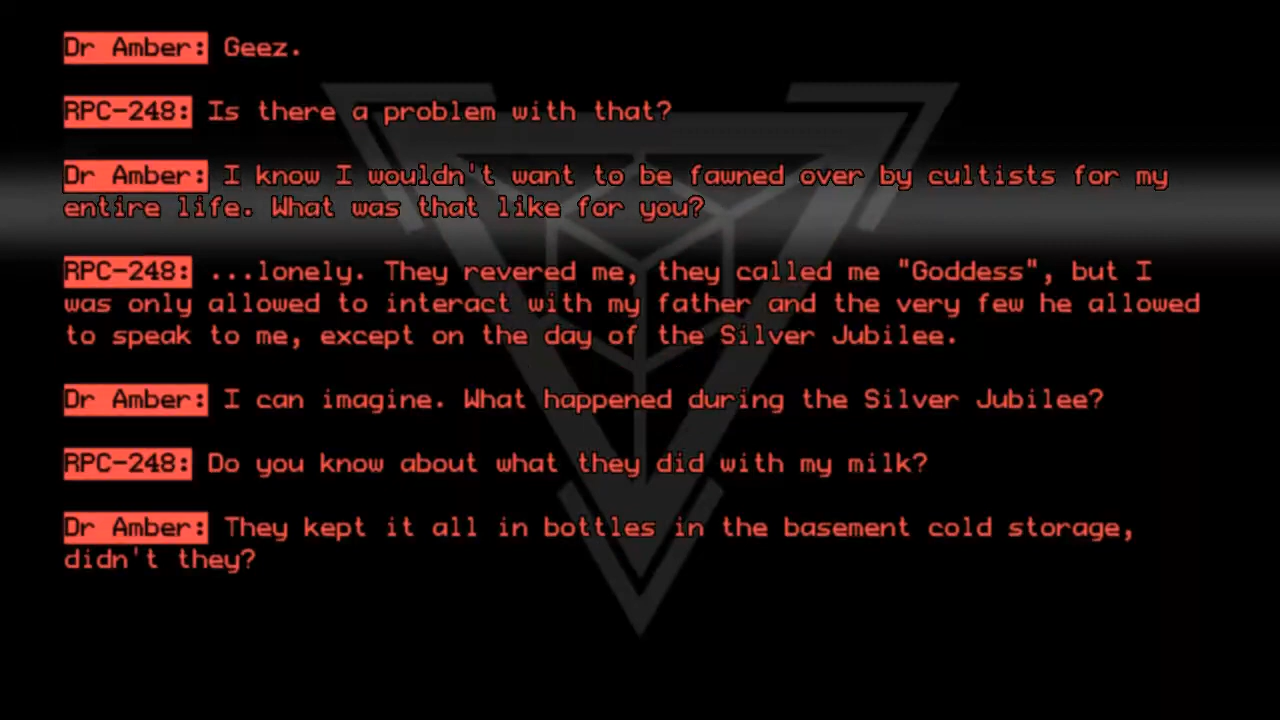 Dr Amber: Geez.
RPC-248: Is there a problem with that?
Dr Amber: I know I wouldn't want to be fawned over by cultists for my
entire life. What was that like for you?
RPC-248: ...lonely. They revered me, they called me "Goddess", but I
was only allowed to interact with my father and the very few he allowed
to speak to me, except on the day of the Silver Jubilee.
Dr Amber: I can imagine. What happened during the Silver Jubilee?
RPC-248: Do you know about what they did with my milk?
Dr Amber: They kept it all in bottles in the basement cold storage,
didn't they?